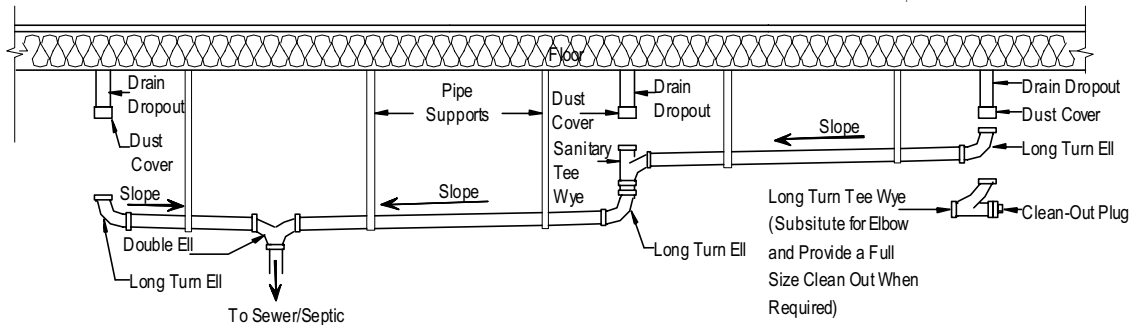 Floor
Drain
Dropout
Dust
Cover
Pipe
Supports
Dust
Cover
Drain
Dropout
Sanitary
Tee
Wye
Slope
Drain Dropout
Dust Cover
Long Turn Ell
Slope
Slope
Double Ell
Long Turn Ell
To Sewer/Septic
Long Turn Ell
Long Turn Tee Wye
(Subsitute for Elbow
and Provide a Full
Size Clean Out When
Required)
Clean-Out Plug